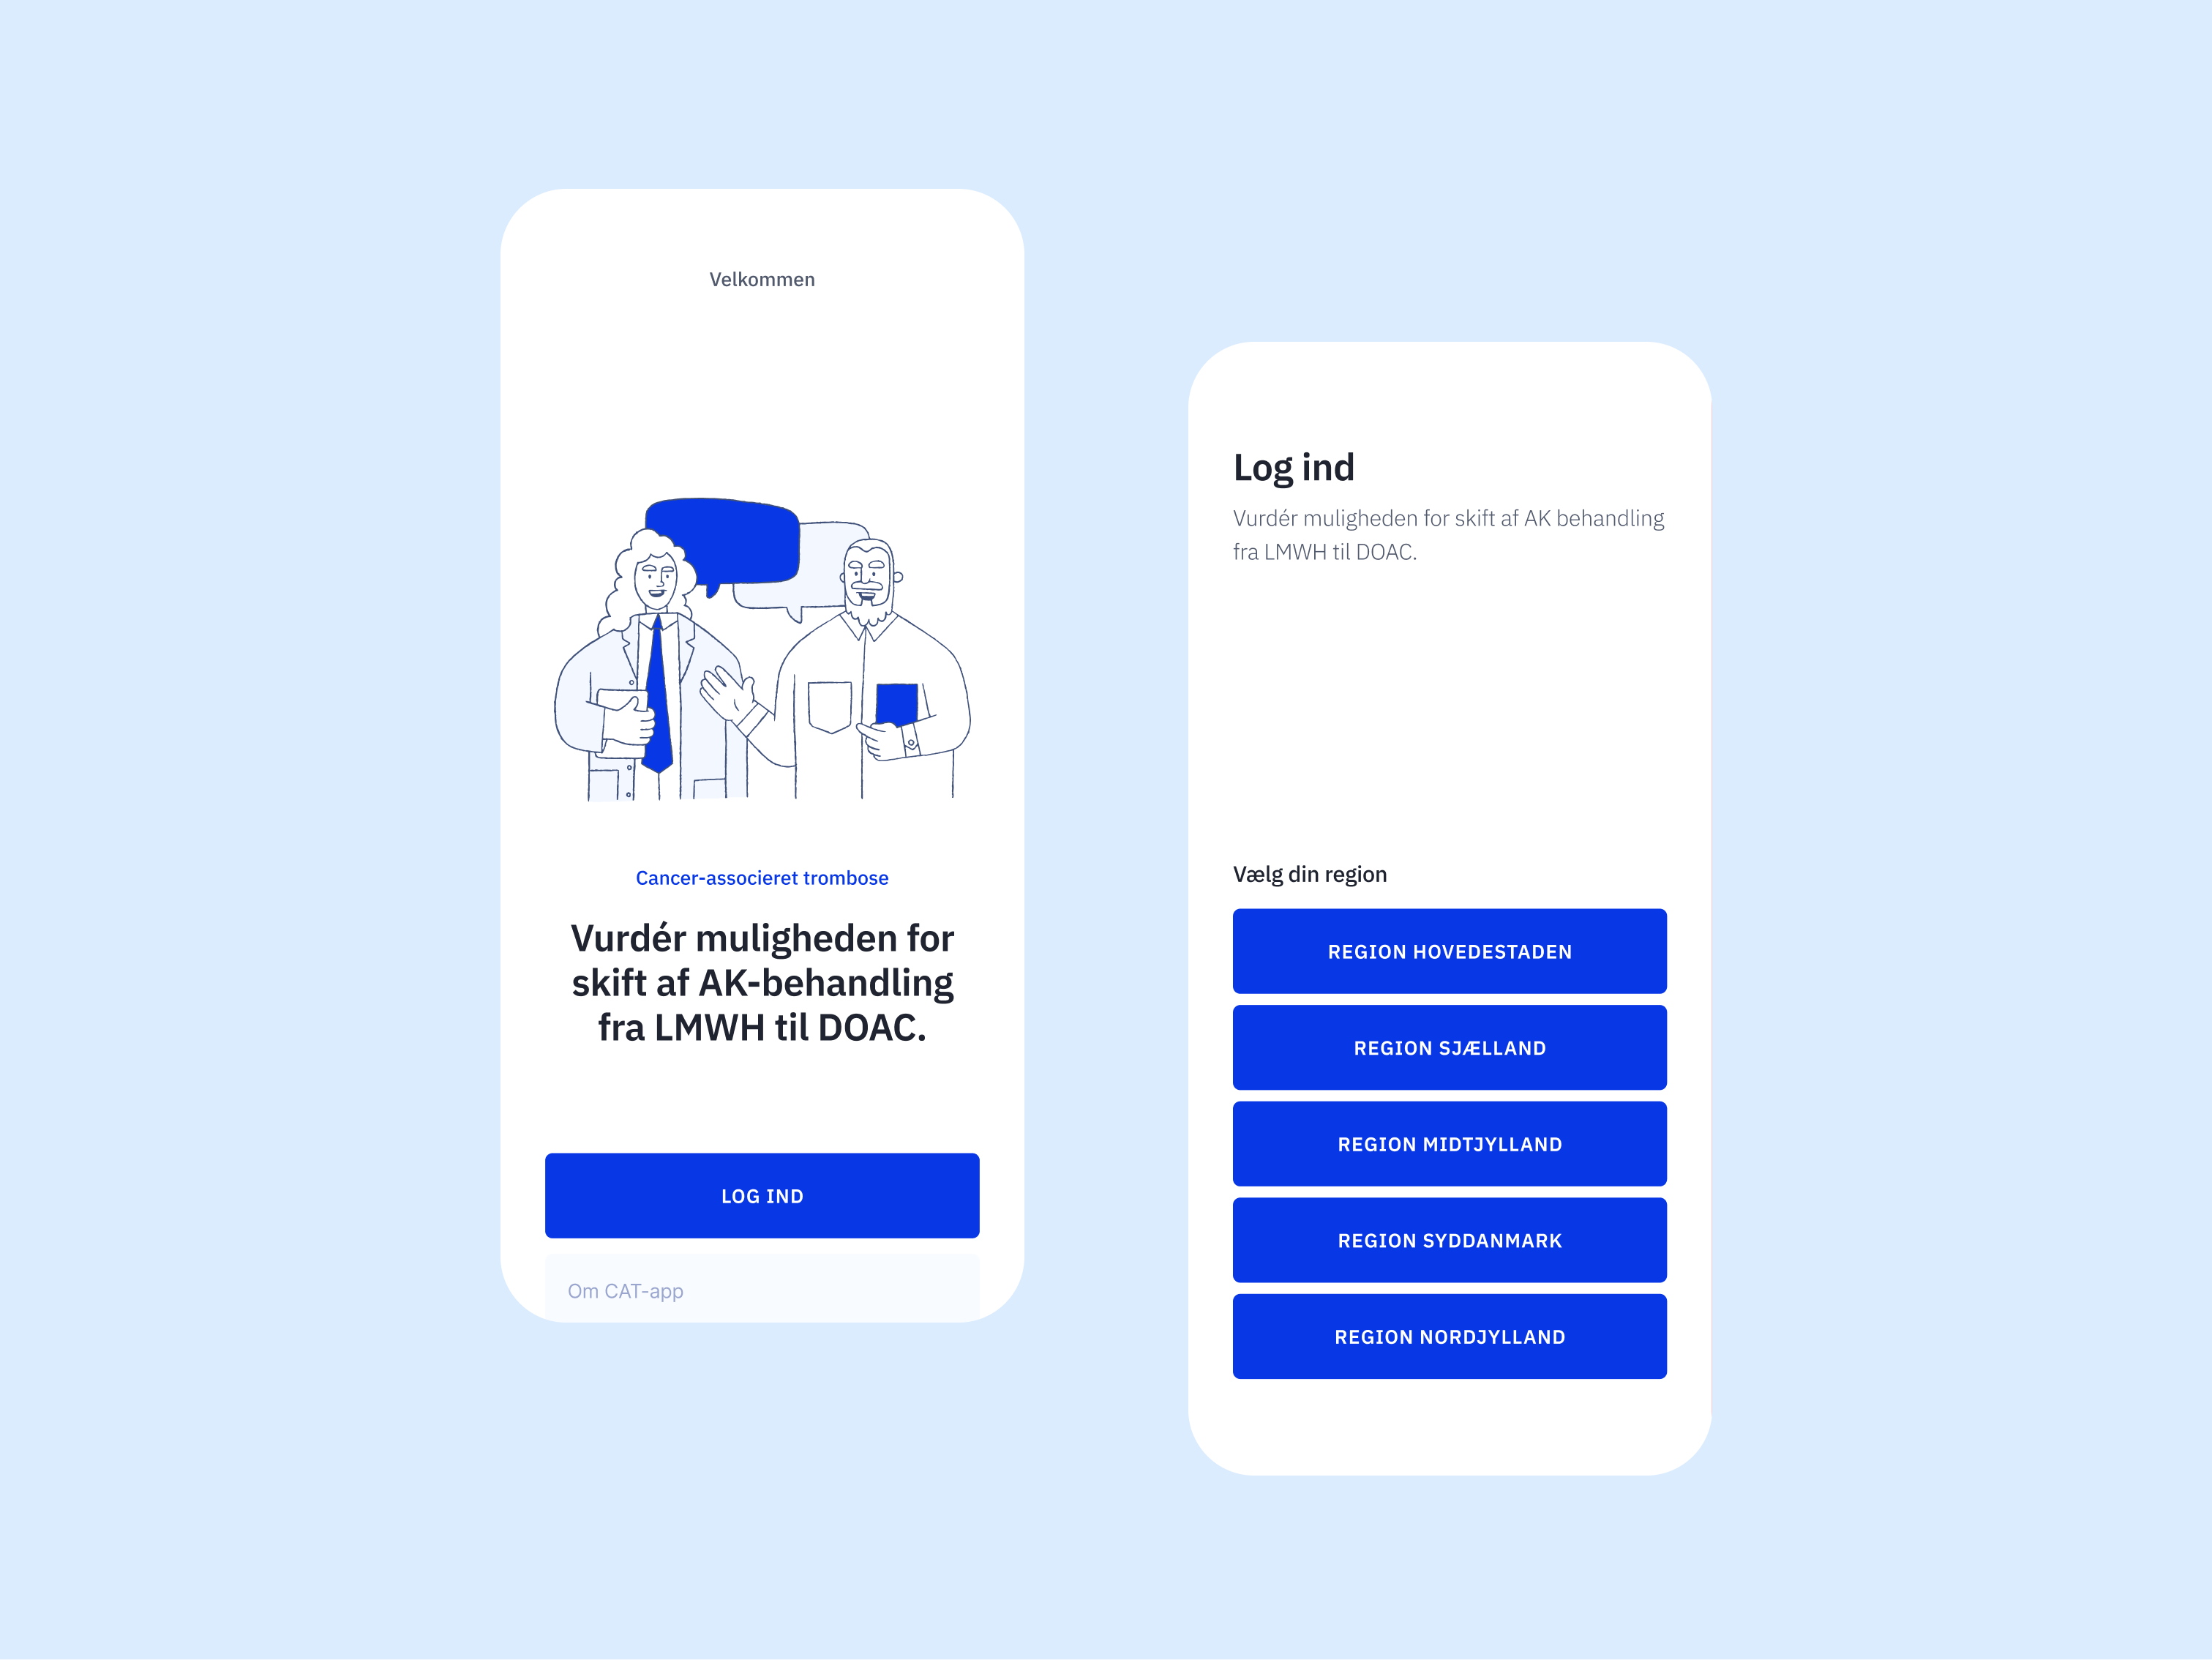 Velkommen
Cancer-associeret trombose
Vurdér muligheden for
skift af AK-behandling
fra LMWH til DOAC.
LOG IND
Om CAT-app
Log ind
Vurdér muligheden for skift af AK behandling
fra LMWH til DOAC.
Vælg din region
REGION HOVEDESTADEN
REGION SJÆLLAND
REGION MIDTJYLLAND
REGION SYDDANMARK
REGION NORDJYLLAND